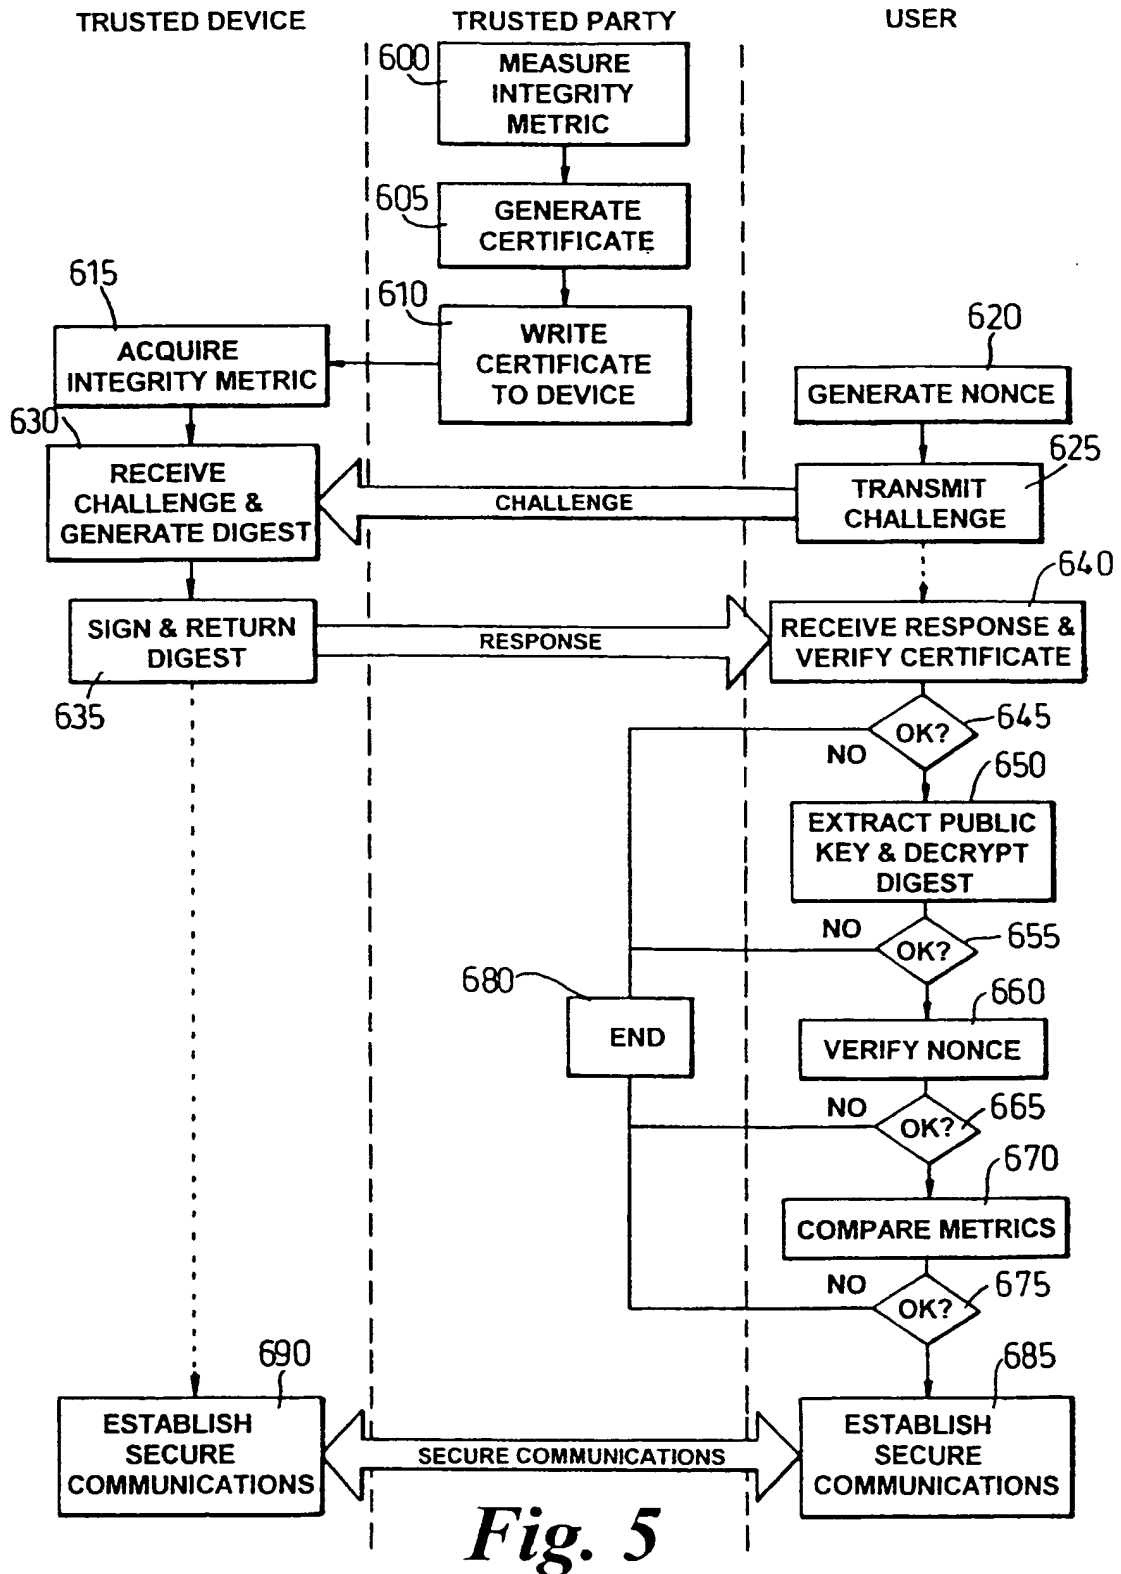 TRUSTED DEVICE
TRUSTED PARTY
USER
600
MEASURE
INTEGRITY
METRIC
605
GENERATE
CERTIFICATE
610
WRITE
CERTIFICATE
TO DEVICE
615
ACQUIRE
INTEGRITY METRIC
620
GENERATE NONCE
630
RECEIVE
CHALLENGE &
GENERATE DIGEST
CHALLENGE
625
TRANSMIT
CHALLENGE
SIGN & RETURN
DIGEST
635
RESPONSE
640
RECEIVE RESPONSE &
VERIFY CERTIFICATE
645
OK?
NO
650
EXTRACT PUBLIC
KEY & DECRYPT
DIGEST
NO
OK?
655
680
END
660
VERIFY NONCE
NO
OK?
665
670
COMPARE METRICS
NO
OK?
675
690
ESTABLISH
SECURE
COMMUNICATIONS
SECURE COMMUNICATIONS
685
ESTABLISH
SECURE
COMMUNICATIONS
Fig. 5